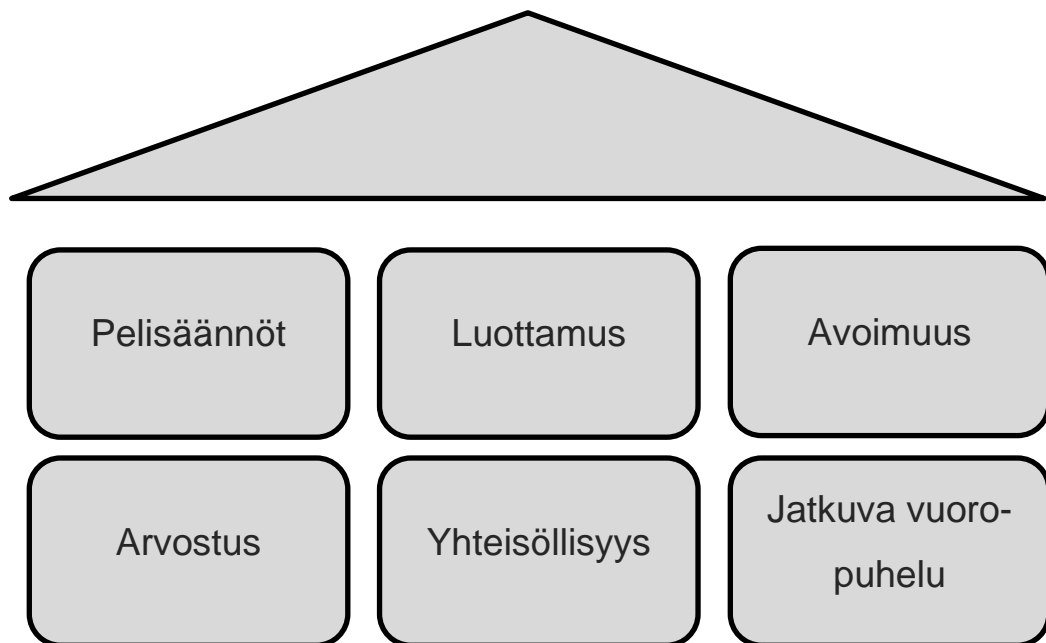 Pelisäännöt
Luottamus
Avoimuus
Arvostus
Yhteisöllisyys
Jatkuva vuoro-
puhelu